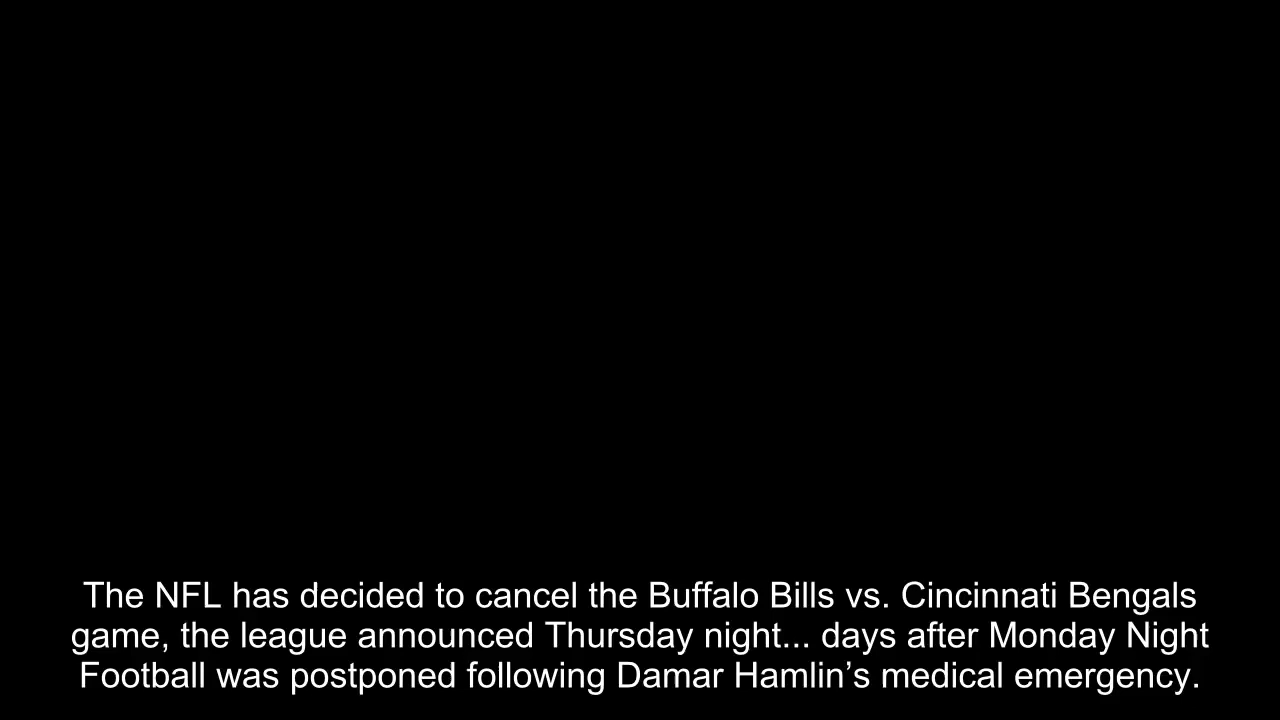 The NFL has decided to cancel the Buffalo Bills vs. Cincinnati Bengals
game, the league announced Thursday night... days after Monday Night
Football was postponed following Damar Hamlin’s medical emergency.